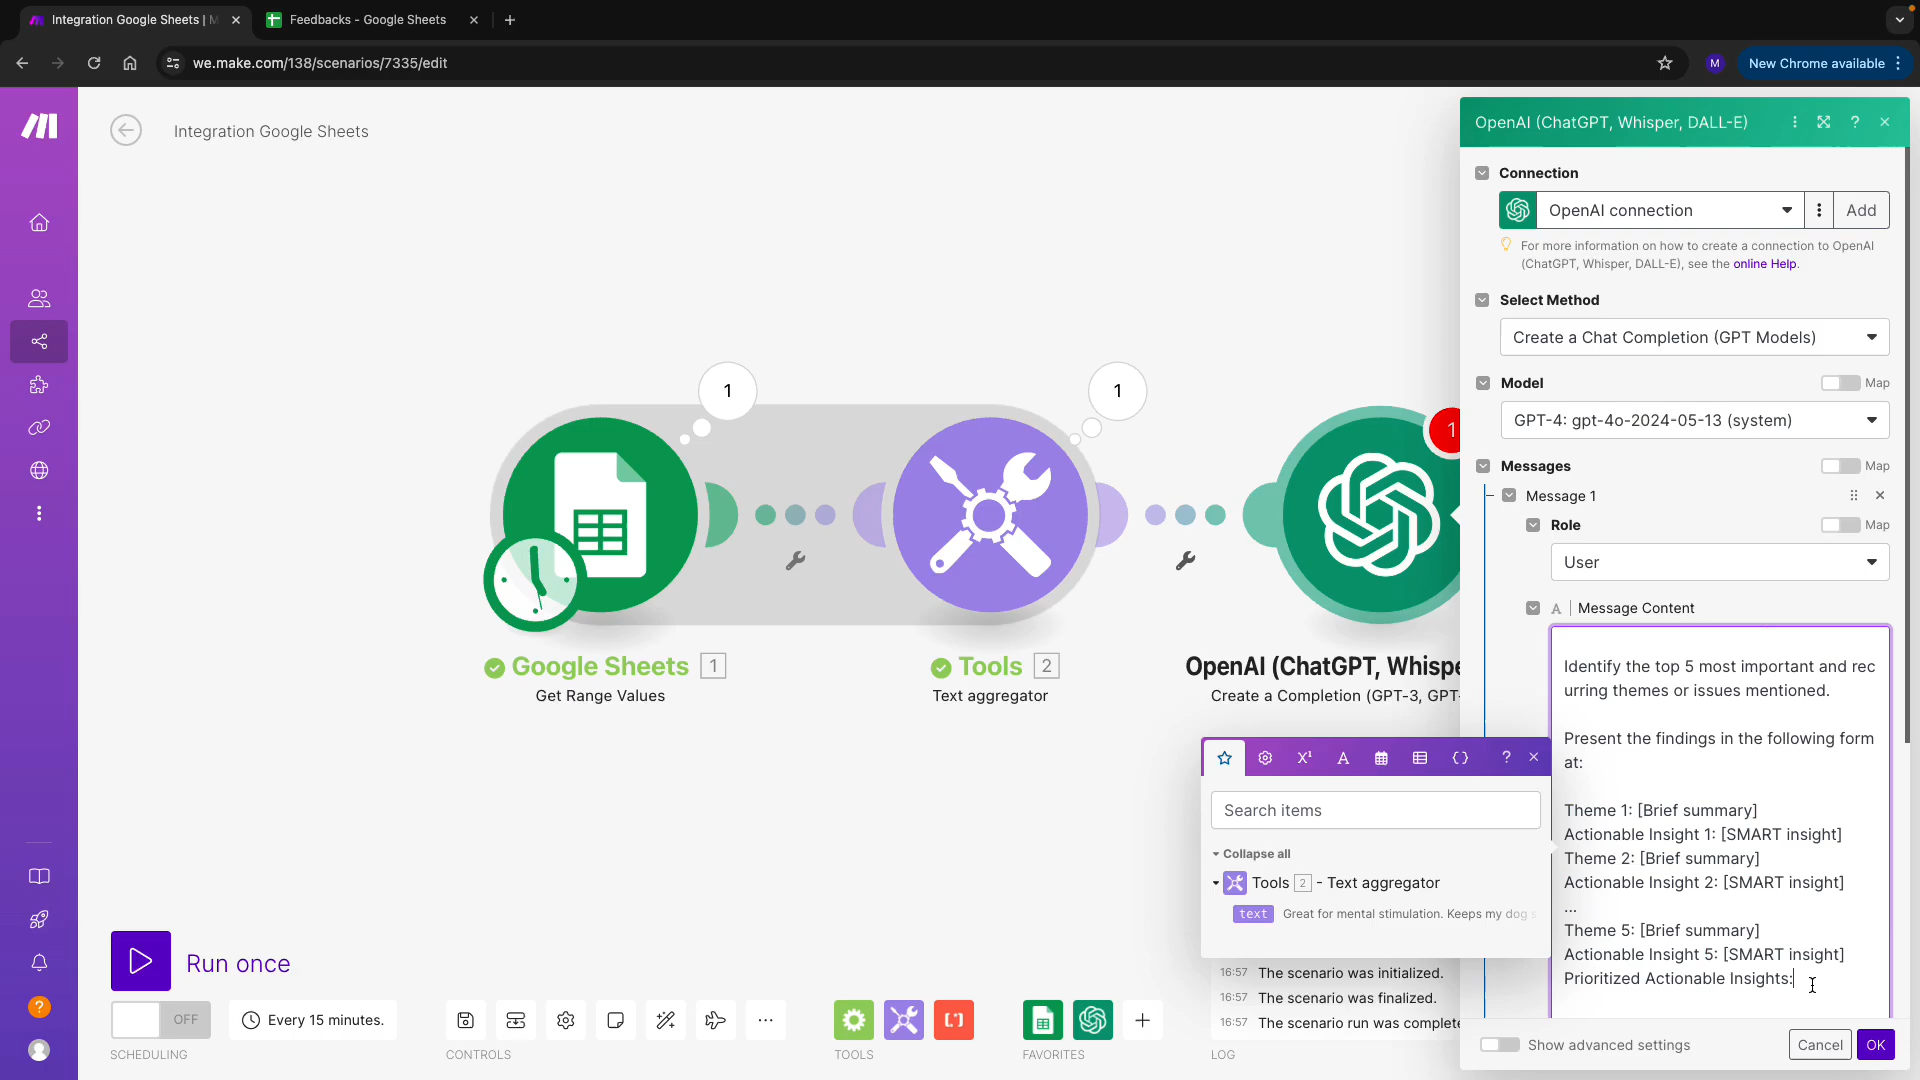 Integration Google Sheets | M
Feedbacks - Google Sheets
we.make.com/138/scenarios/7335/edit
M
New Chrome available
Integration Google Sheets
OpenAI (ChatGPT, Whisper, DALL-E)
?
Connection
OpenAI connection
Add
For more information on how to create a connection to OpenAI
(ChatGPT, Whisper, DALL-E), see the online Help.
Select Method
Create a Chat Completion (GPT Models)
Model
Map
GPT-4: gpt-4o-2024-05-13 (system)
Messages
Map
Message 1
Role
Map
User
A | Message Content
Identify the top 5 most important and rec
urring themes or issues mentioned.
Present the findings in the following form
at:
Theme 1: [Brief summary]
Actionable Insight 1: [SMART insight]
Theme 2: [Brief summary]
Actionable Insight 2: [SMART insight]
...
Theme 5: [Brief summary]
Actionable Insight 5: [SMART insight]
Prioritized Actionable Insights:
Show advanced settings
Cancel
OK
1
1
1
Google Sheets 1
Get Range Values
Tools 2
Text aggregator
OpenAI (ChatGPT, Whispe
Create a Completion (GPT-3, GPT-
X¹
A
?
Search items
Collapse all
Tools 2 - Text aggregator
text Great for mental stimulation. Keeps my dog s
Run once
OFF
Every 15 minutes.
SCHEDULING
CONTROLS
TOOLS
FAVORITES
LOG
16:57 The scenario was initialized.
16:57 The scenario was finalized.
16:57 The scenario run was complete
?